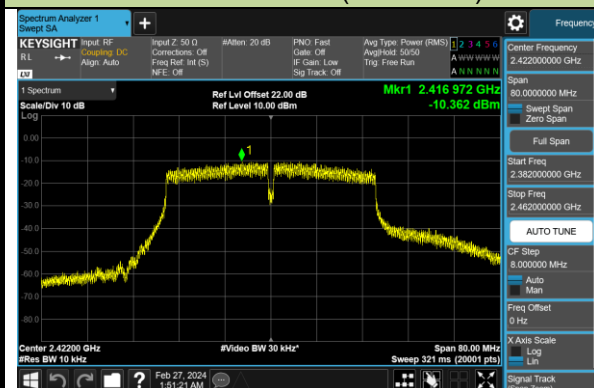 Spectrum Analyzer 1
Swept SA
+
Frequency
KEYSIGHT
RL
Input: RF
Coupling: DC
Align: Auto
Input Z: 50 Ω
Corrections: Off
Freq Ref: Int (S)
NFE: Off
#Atten: 20 dB
PNO: Fast
Gate: Off
IF Gain: Low
Sig Track: Off
Avg Type: Power (RMS)
Avg|Hold: 50/50
Trig: Free Run
1 2 3 4 5 6
A W W W W W
A N N N N N
1 Spectrum
Scale/Div 10 dB
Log
Ref Lvl Offset 22.00 dB
Ref Level 10.00 dBm
Mkr1 2.416 972 GHz
-10.362 dBm
1
0.00
-10.0
-20.0
-30.0
-40.0
-50.0
-60.0
-70.0
-80.0
Center 2.42200 GHz
#Res BW 10 kHz
#Video BW 30 kHz*
Span 80.00 MHz
Sweep 321 ms (20001 pts)
Center Frequency
2.422000000 GHz
Span
80.0000000 MHz
Swept Span
Zero Span
Full Span
Start Freq
2.382000000 GHz
Stop Freq
2.462000000 GHz
AUTO TUNE
CF Step
8.000000 MHz
Auto
Man
Freq Offset
0 Hz
X Axis Scale
Log
Lin
Signal Track
?
Feb 27, 2024
1:51:21 AM